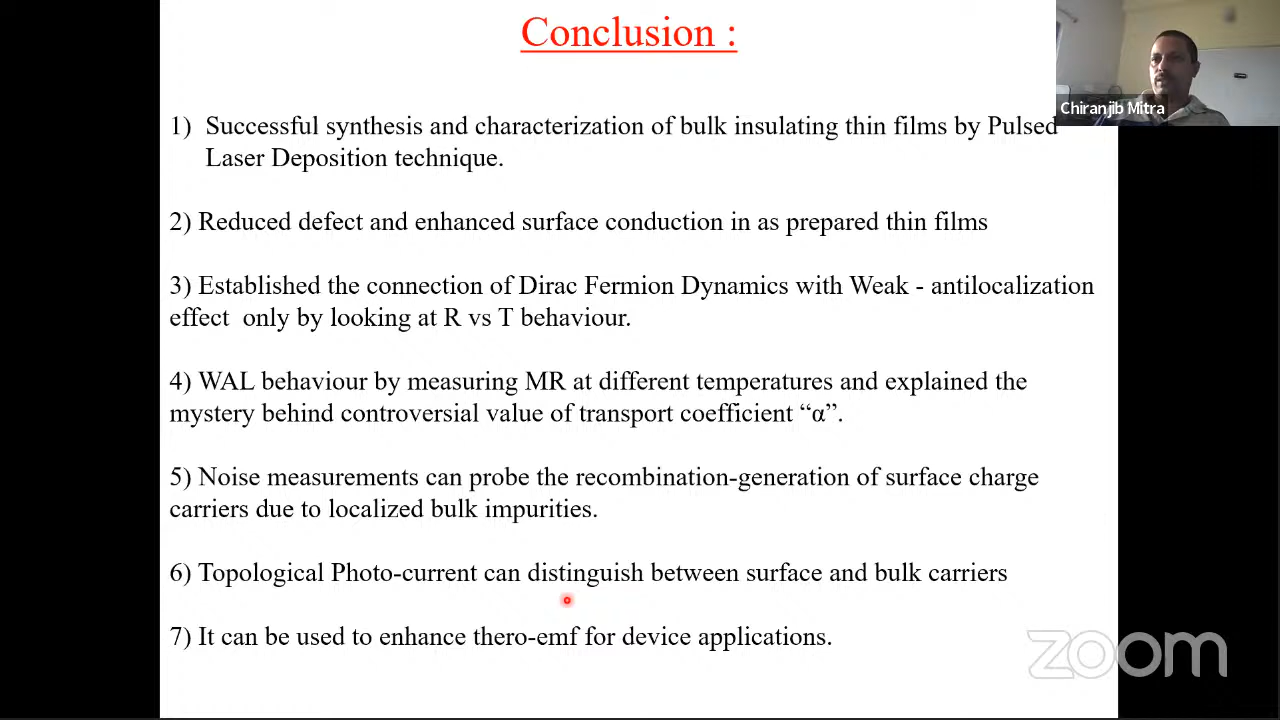 Conclusion :
Chiranjib Mitra
1) Successful synthesis and characterization of bulk insulating thin films by Pulsed
Laser Deposition technique.
2) Reduced defect and enhanced surface conduction in as prepared thin films
3) Established the connection of Dirac Fermion Dynamics with Weak - antilocalization
effect only by looking at R vs T behaviour.
4) WAL behaviour by measuring MR at different temperatures and explained the
mystery behind controversial value of transport coefficient “α”.
5) Noise measurements can probe the recombination-generation of surface charge
carriers due to localized bulk impurities.
6) Topological Photo-current can distinguish between surface and bulk carriers
7) It can be used to enhance thero-emf for device applications.
zoom